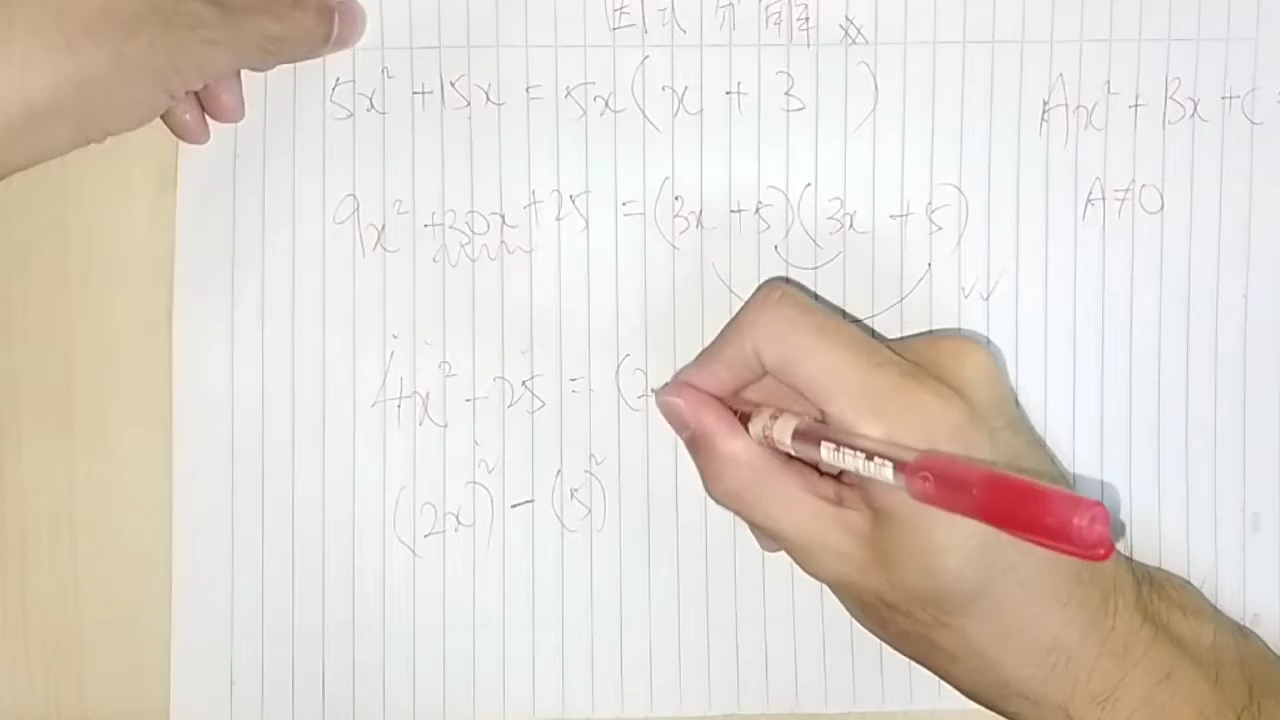 因式分解 ※
5x² + 15x = 5x(x + 3 )
Ax² + Bx + C
9x² + 30x + 25 = (3x + 5)(3x + 5)
A ≠ 0
4x² - 25 = (2
(2x)² - (5)²